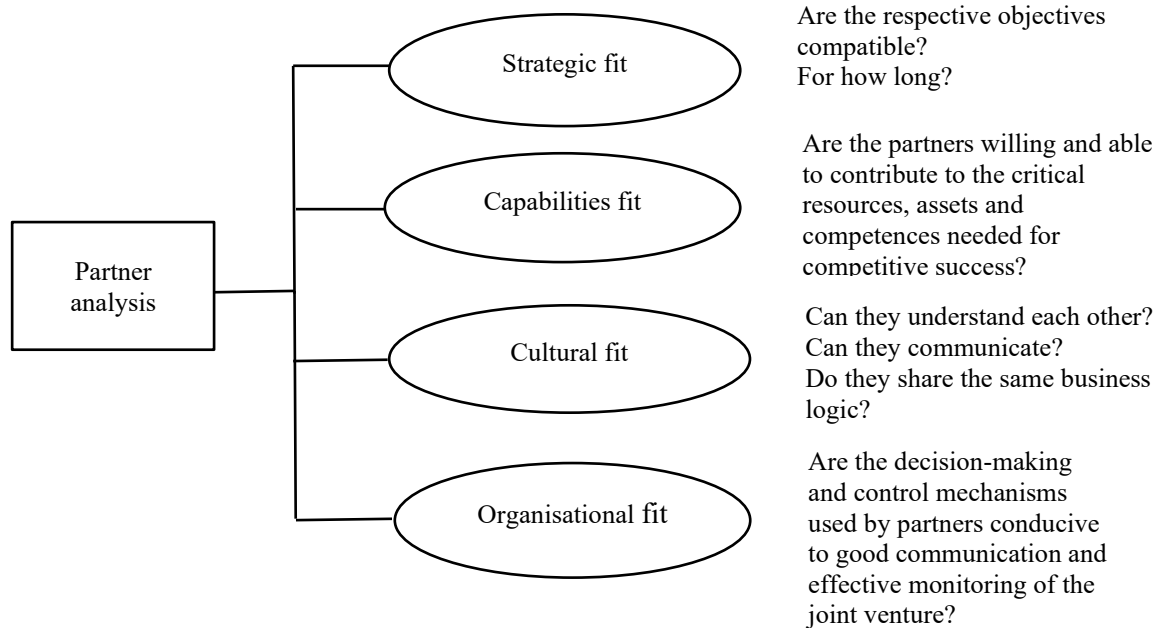 Partner
analysis
Strategic fit
Are the respective objectives
compatible?
For how long?
Capabilities fit
Are the partners willing and able
to contribute to the critical
resources, assets and
competences needed for
competitive success?
Cultural fit
Can they understand each other?
Can they communicate?
Do they share the same business
logic?
Organisational fit
Are the decision-making
and control mechanisms
used by partners conducive
to good communication and
effective monitoring of the
joint venture?